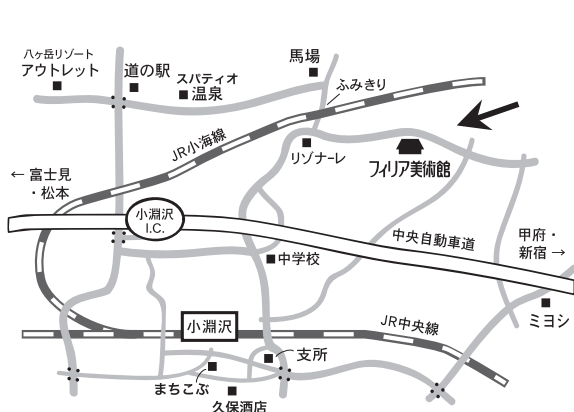 八ヶ岳リゾート
アウトレット
道の駅
スパティオ
温泉
馬場
ふみきり
JR小海線
リゾナーレ
フィリア美術館
← 富士見
・松本
小淵沢
I.C.
中央自動車道
甲府・
新宿 →
中学校
ミヨシ
小淵沢
JR中央線
支所
まちこぶ
久保酒店